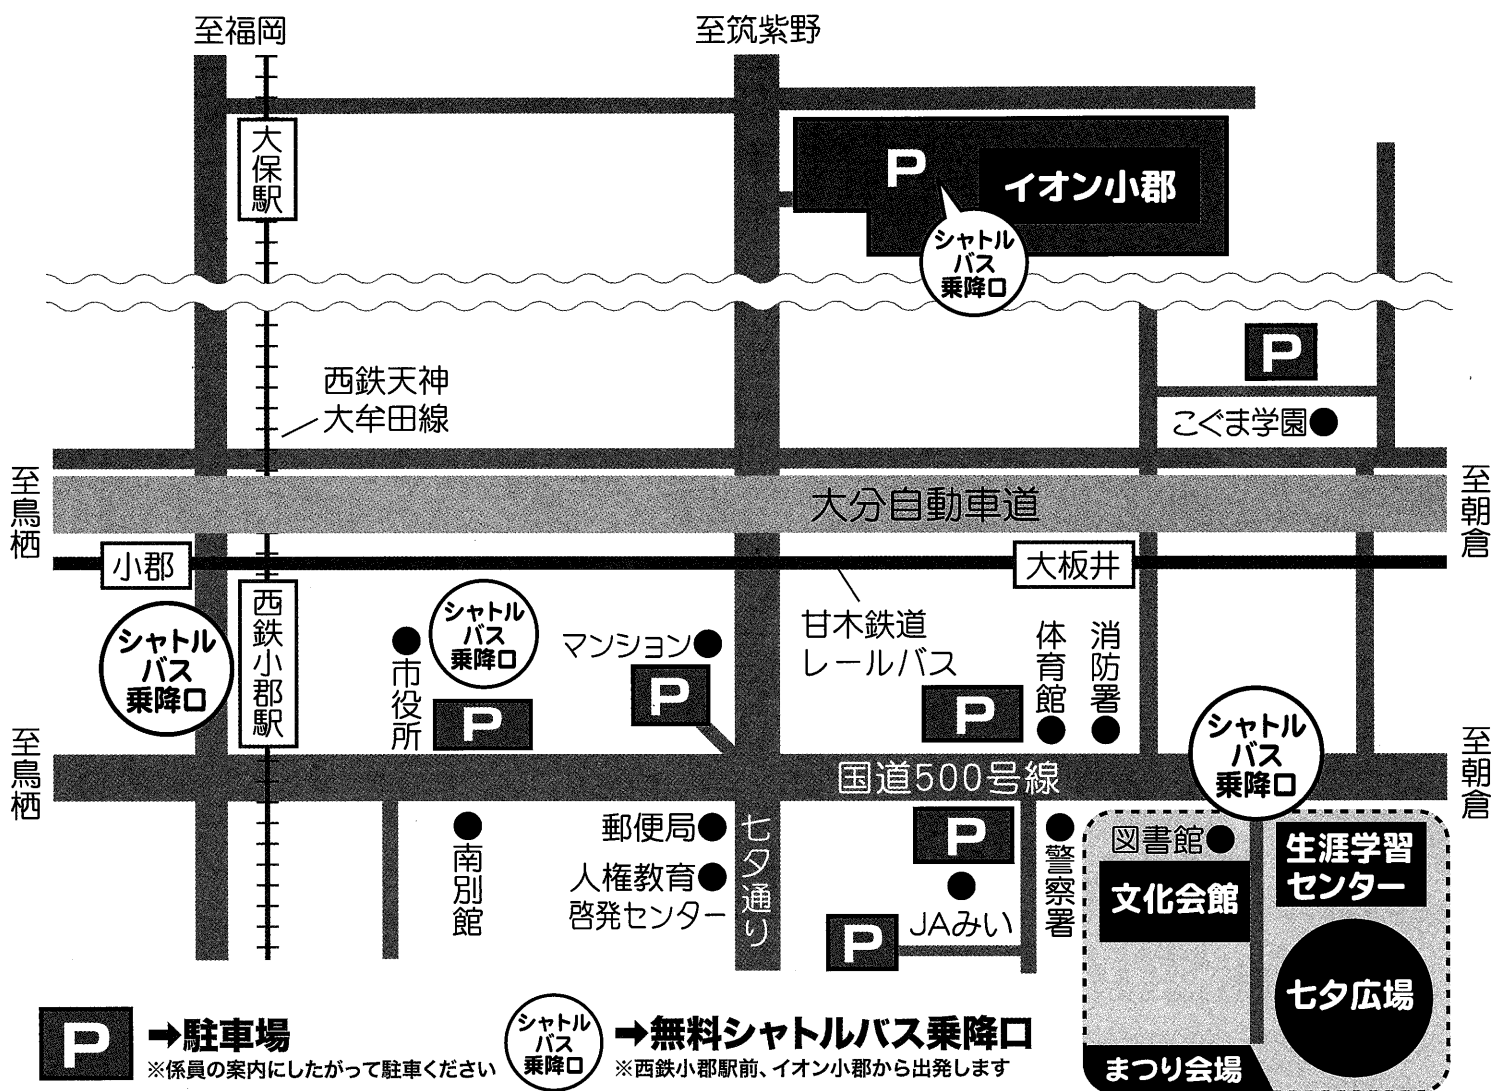 至福岡
至筑紫野
大保駅
P
イオン小郡
シャトル
バス
乗降口
西鉄天神
大牟田線
P
こぐま学園
至鳥栖
大分自動車道
至朝倉
小郡
大板井
西鉄小郡駅
シャトル
バス
乗降口
市役所
シャトル
バス
乗降口
P
マンション
P
甘木鉄道
レールバス
P
体育館
消防署
シャトル
バス
乗降口
至鳥栖
国道500号線
至朝倉
南別館
郵便局
人権教育
啓発センター
七夕通り
P
JAみい
P
警察署
図書館
文化会館
生涯学習
センター
七夕広場
まつり会場
P
➡駐車場
※係員の案内にしたがって駐車ください
シャトル
バス
乗降口
➡無料シャトルバス乗降口
※西鉄小郡駅前、イオン小郡から出発します